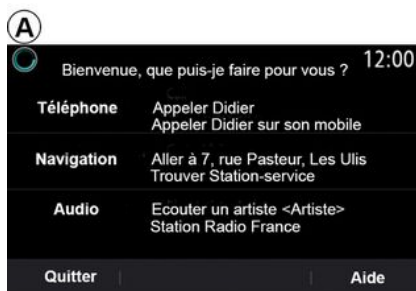 A
12:00
Bienvenue, que puis-je faire pour vous ?
Téléphone
Appeler Didier
Appeler Didier sur son mobile
Navigation
Aller à 7, rue Pasteur, Les Ulis
Trouver Station-service
Audio
Ecouter un artiste <Artiste>
Station Radio France
Quitter
Aide